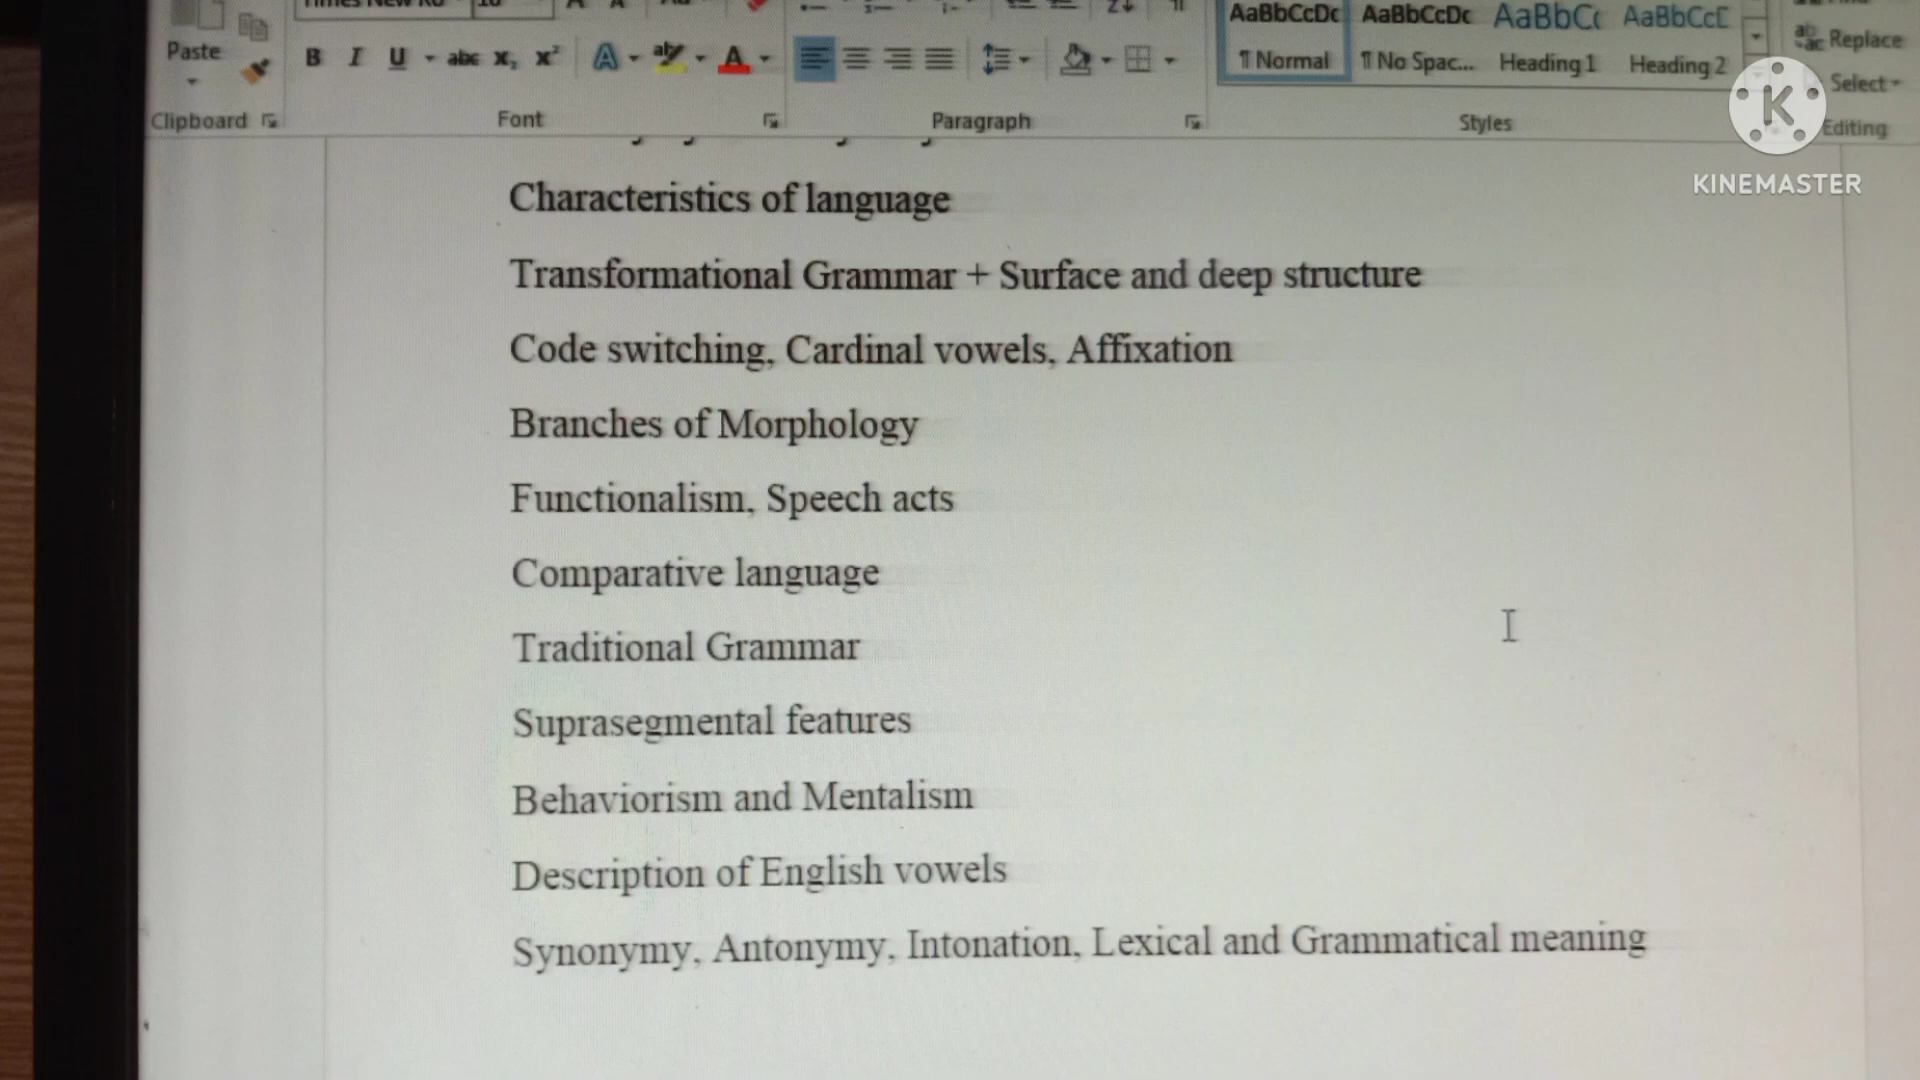 Paste
B I U abc X₂ X² A aby A
AaBbCcDc AaBbCcDc AaBbC AaBbCcD
¶ Normal ¶ No Spac... Heading 1 Heading 2
Replace
Select
Clipboard Font Paragraph Styles Editing
K
KINEMASTER
Characteristics of language
Transformational Grammar + Surface and deep structure
Code switching, Cardinal vowels, Affixation
Branches of Morphology
Functionalism, Speech acts
Comparative language
Traditional Grammar
Suprasegmental features
Behaviorism and Mentalism
Description of English vowels
Synonymy, Antonymy, Intonation, Lexical and Grammatical meaning